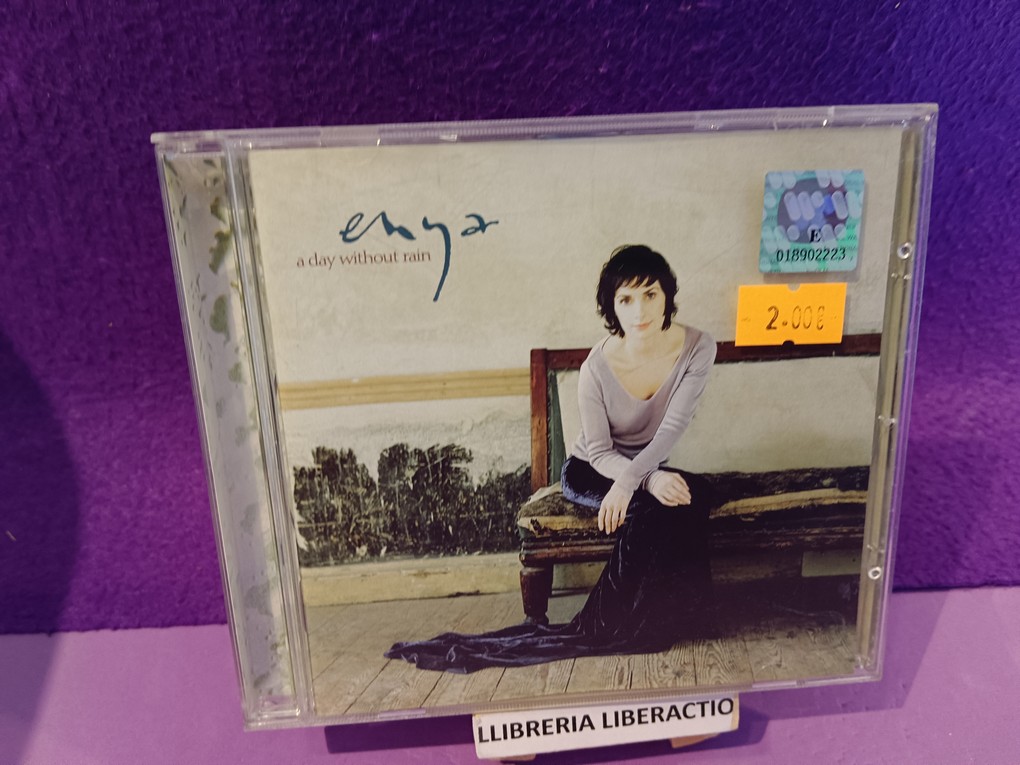 enya
a day without rain
E
018902223
2.00€
LLIBRERIA LIBERACTIO